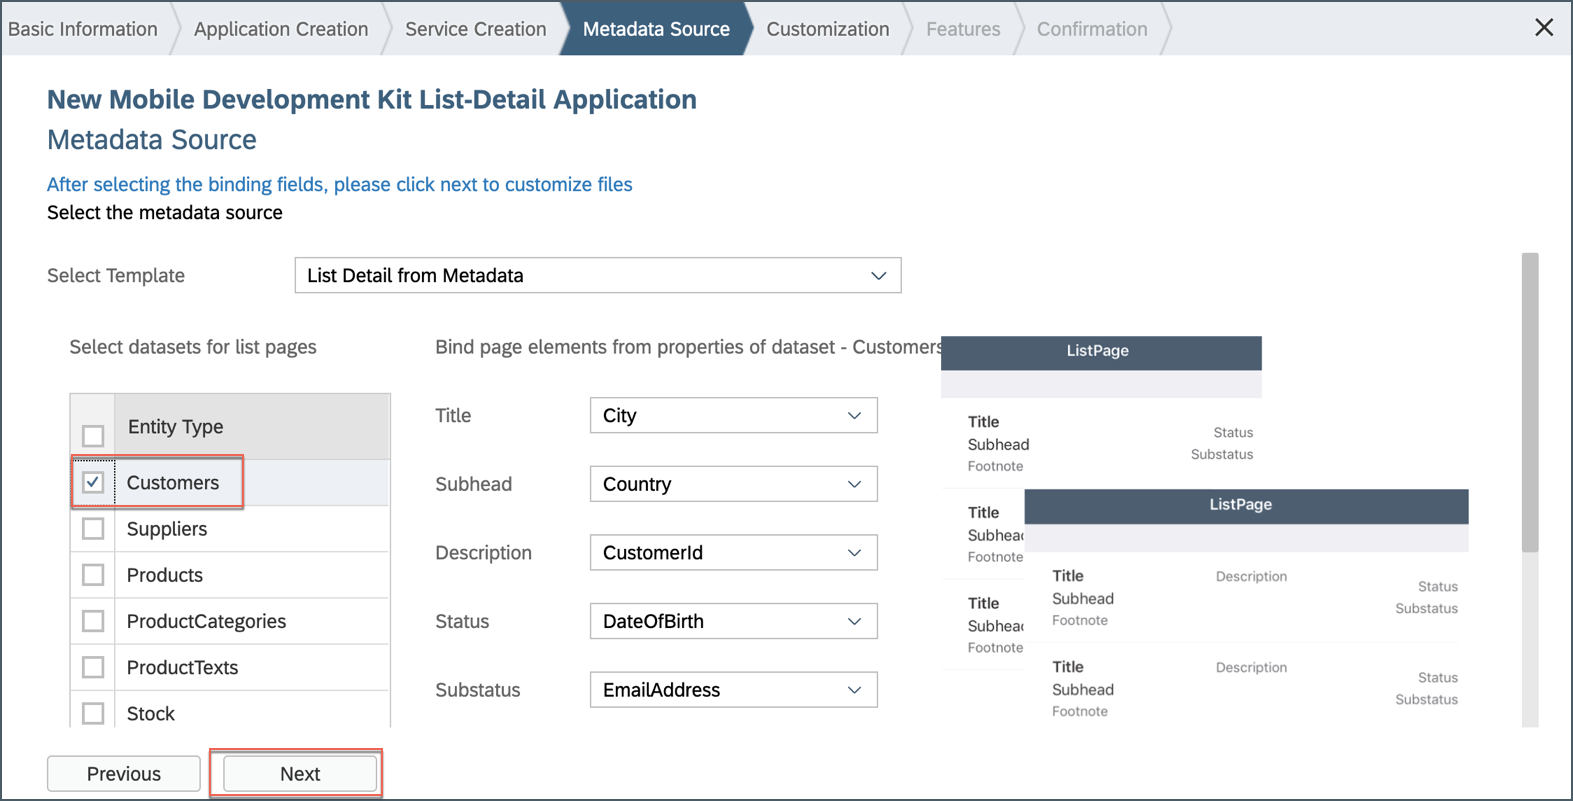 Basic Information Application Creation Service Creation Metadata Source Customization Features Confirmation
New Mobile Development Kit List-Detail Application
Metadata Source
After selecting the binding fields, please click next to customize files
Select the metadata source
Select Template List Detail from Metadata
Select datasets for list pages
Entity Type
Customers
Suppliers
Products
ProductCategories
ProductTexts
Stock
Bind page elements from properties of dataset - Customers
Title City
Subhead Country
Description CustomerId
Status DateOfBirth
Substatus EmailAddress
ListPage
Title
Subhead
Footnote
Status
Substatus
Title
Subhead
Footnote
Title
Subhead
Footnote
ListPage
Title Description Status
Subhead Substatus
Footnote
Title Description Status
Subhead Substatus
Footnote
Previous Next